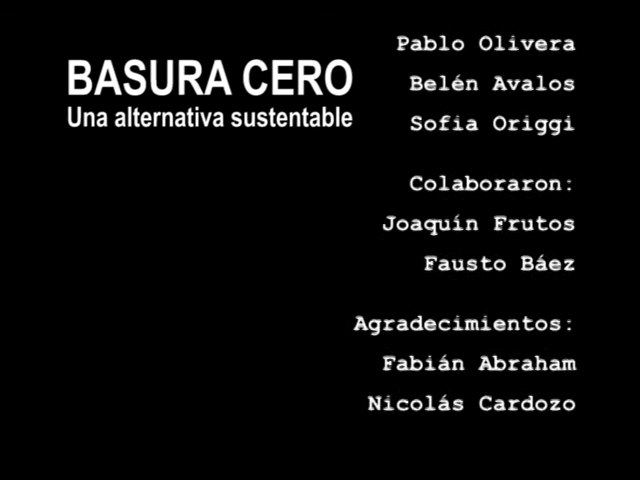 BASURA CERO
Una alternativa sustentable
Pablo Olivera
Belén Avalos
Sofia Origgi
Colaboraron:
Joaquín Frutos
Fausto Báez
Agradecimientos:
Fabián Abraham
Nicolás Cardozo